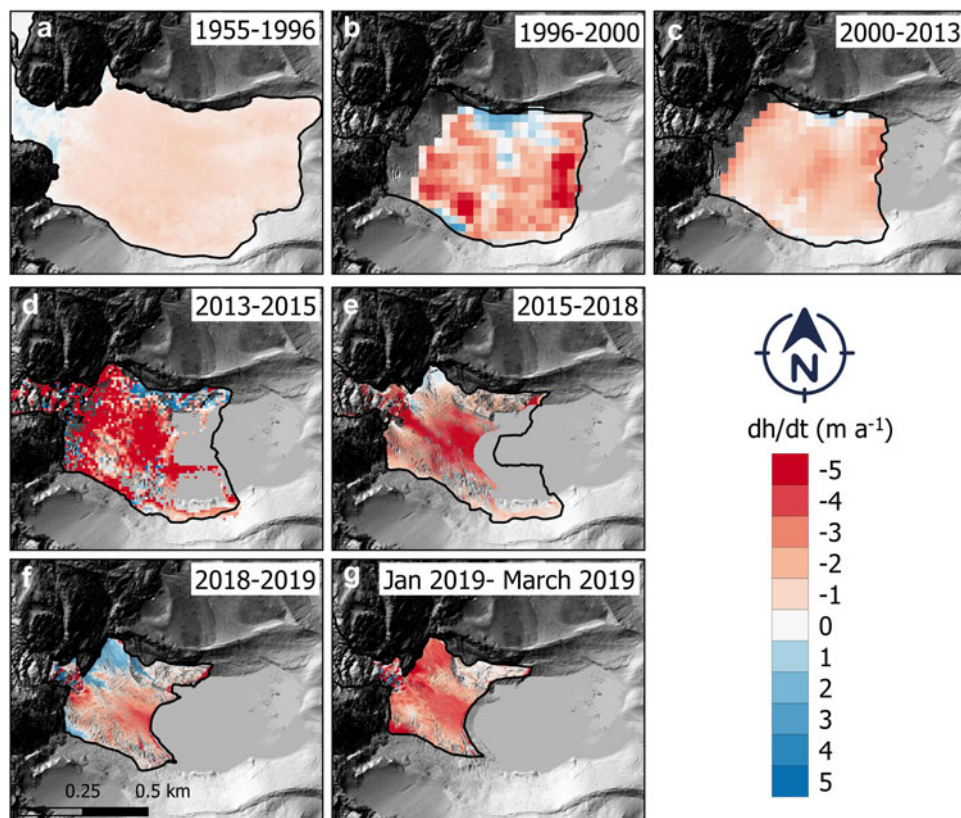 a 1955-1996
b 1996-2000
c 2000-2013
d 2013-2015
e 2015-2018
N
dh/dt (m a⁻¹)
-5
-4
-3
-2
-1
0
1
2
3
4
5
f 2018-2019
g Jan 2019- March 2019
0.25 0.5 km